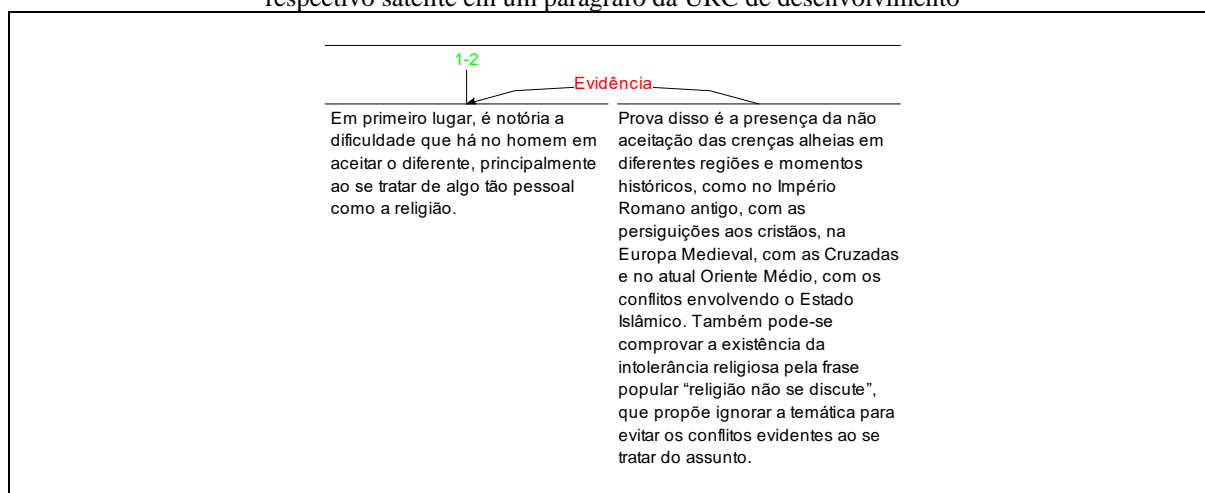 respectivo satélite em um parágrafo da URC de desenvolvimento
1-2
Evidência
Em primeiro lugar, é notória a
dificuldade que há no homem em
aceitar o diferente, principalmente
ao se tratar de algo tão pessoal
como a religião.
Prova disso é a presença da não
aceitação das crenças alheias em
diferentes regiões e momentos
históricos, como no Império
Romano antigo, com as
persiguições aos cristãos, na
Europa Medieval, com as Cruzadas
e no atual Oriente Médio, com os
conflitos envolvendo o Estado
Islâmico. Também pode-se
comprovar a existência da
intolerância religiosa pela frase
popular “religião não se discute”,
que propõe ignorar a temática para
evitar os conflitos evidentes ao se
tratar do assunto.